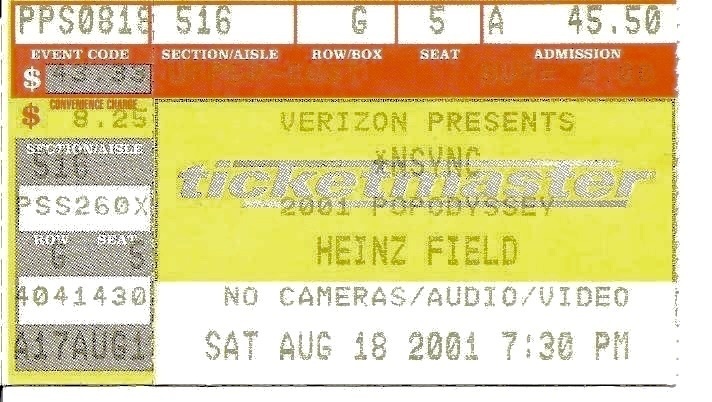 PPS0818 516 G 5 A 45.50
EVENT CODE SECTION/AISLE ROW/BOX SEAT ADMISSION
$
CONVENIENCE CHARGE
$ 8.25 VERIZON PRESENTS
SECTION/AISLE
516 *NSYNC
ticketmaster
PSS260X 2001 POPODYSSEY
ROW SEAT
5 HEINZ FIELD
4041430 NO CAMERAS/AUDIO/VIDEO
A17AUG1 SAT AUG 18 2001 7:30 PM